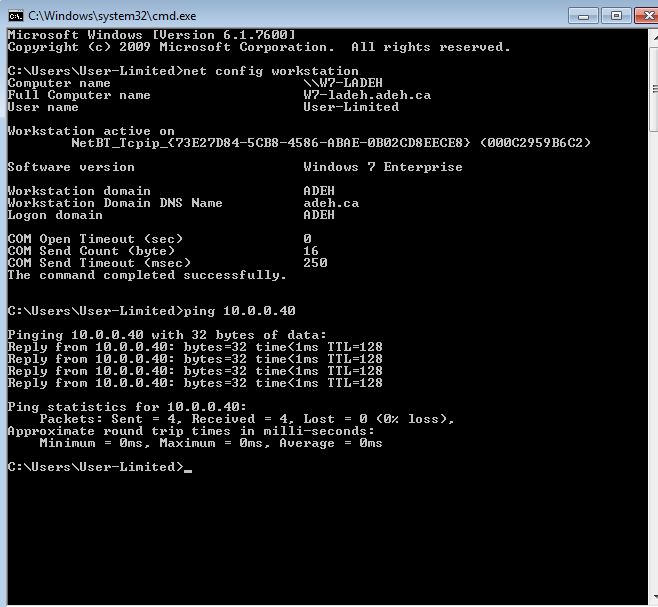 C:\Windows\system32\cmd.exe
Microsoft Windows [Version 6.1.7600]
Copyright (c) 2009 Microsoft Corporation.  All rights reserved.
C:\Users\User-Limited>net config workstation
Computer name                        \\W7-LADEH
Full Computer name                   W7-ladeh.adeh.ca
User name                            User-Limited
Workstation active on
        NetBT_Tcpip_{73E27D84-5CB8-4586-ABAE-0B02CD8EECE8} (000C2959B6C2)
Software version                     Windows 7 Enterprise
Workstation domain                   ADEH
Workstation Domain DNS Name          adeh.ca
Logon domain                         ADEH
COM Open Timeout (sec)               0
COM Send Count (byte)                16
COM Send Timeout (msec)              250
The command completed successfully.
C:\Users\User-Limited>ping 10.0.0.40
Pinging 10.0.0.40 with 32 bytes of data:
Reply from 10.0.0.40: bytes=32 time<1ms TTL=128
Reply from 10.0.0.40: bytes=32 time<1ms TTL=128
Reply from 10.0.0.40: bytes=32 time<1ms TTL=128
Reply from 10.0.0.40: bytes=32 time<1ms TTL=128
Ping statistics for 10.0.0.40:
    Packets: Sent = 4, Received = 4, Lost = 0 (0% loss),
Approximate round trip times in milli-seconds:
    Minimum = 0ms, Maximum = 0ms, Average = 0ms
C:\Users\User-Limited>_